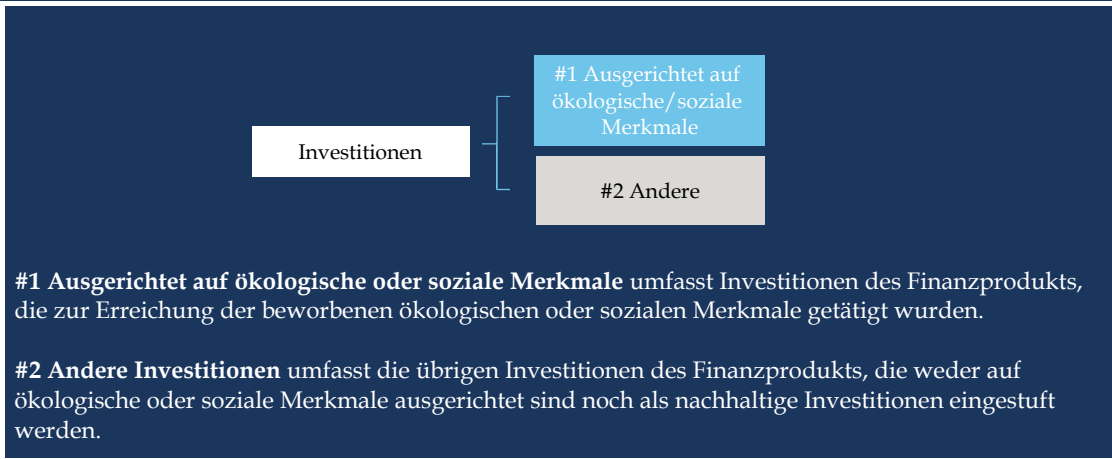 #1 Ausgerichtet auf
ökologische/soziale
Merkmale
Investitionen
#2 Andere
#1 Ausgerichtet auf ökologische oder soziale Merkmale umfasst Investitionen des Finanzprodukts,
die zur Erreichung der beworbenen ökologischen oder sozialen Merkmale getätigt wurden.
#2 Andere Investitionen umfasst die übrigen Investitionen des Finanzprodukts, die weder auf
ökologische oder soziale Merkmale ausgerichtet sind noch als nachhaltige Investitionen eingestuft
werden.